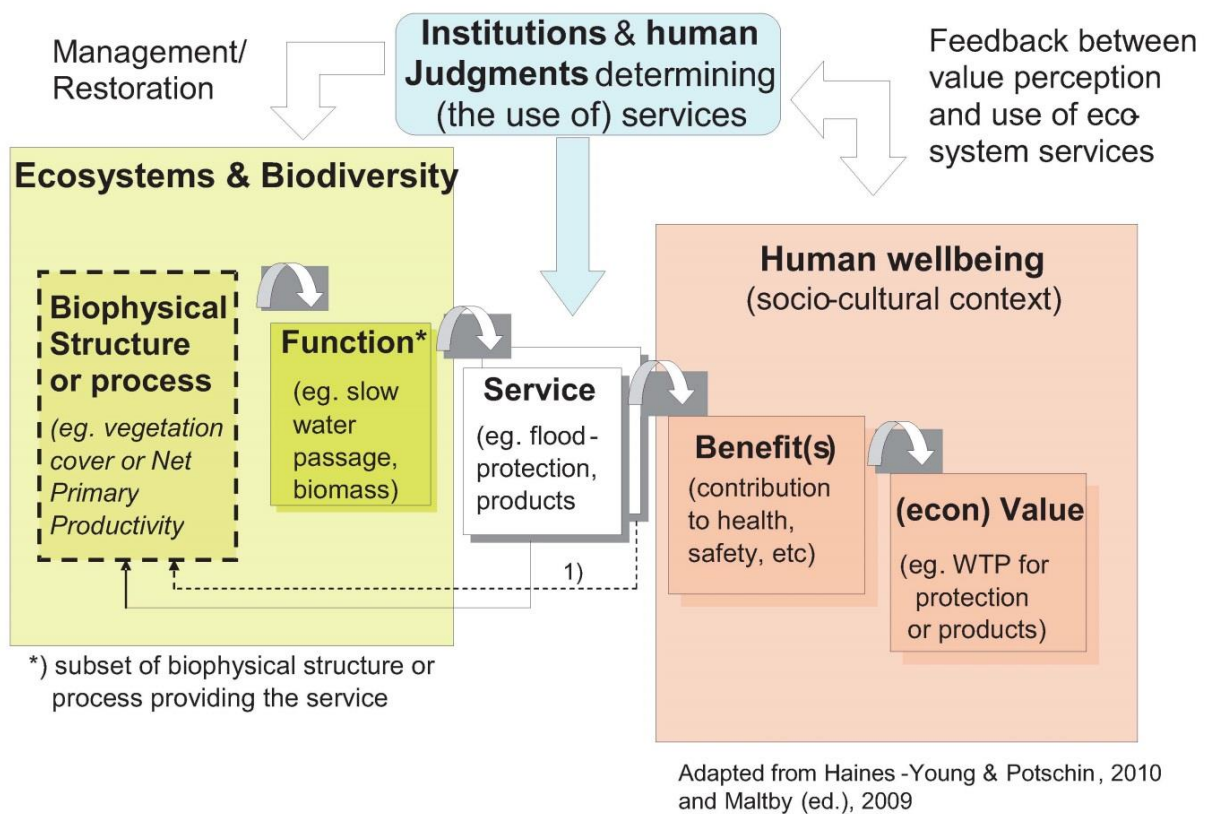 Management/
Restoration
Institutions & human
Judgments determining
(the use of) services
Feedback between
value perception
and use of eco-
system services
Ecosystems & Biodiversity
Biophysical
Structure
or process
(eg. vegetation
cover or Net
Primary
Productivity
Function*
(eg. slow
water
passage,
biomass)
Service
(eg. flood-
protection,
products
Human wellbeing
(socio-cultural context)
Benefit(s)
(contribution
to health,
safety, etc)
(econ) Value
(eg. WTP for
protection
or products)
1)
*) subset of biophysical structure or
process providing the service
Adapted from Haines -Young & Potschin , 2010
and Maltby (ed.), 2009